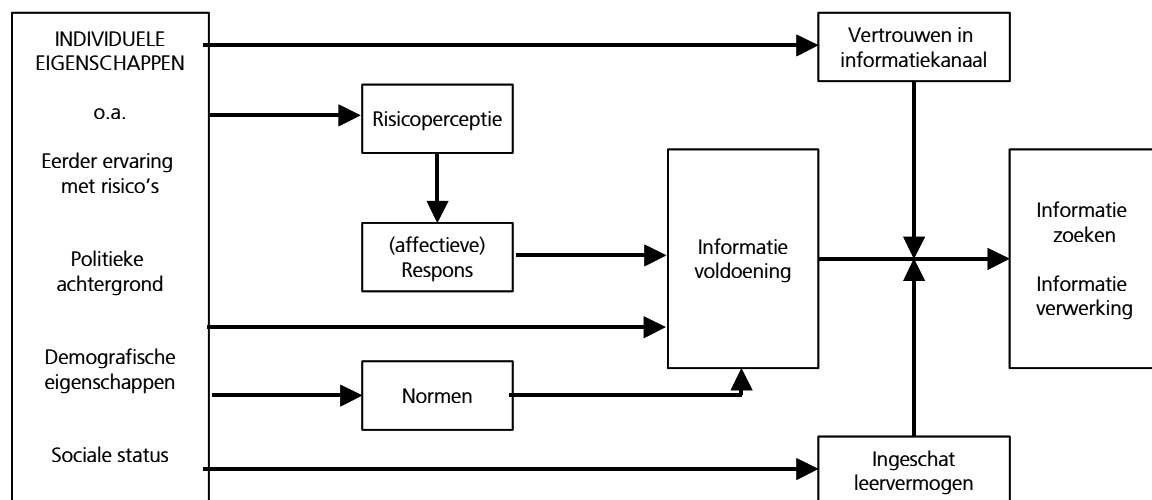 INDIVIDUELE
EIGENSCHAPPEN
o.a.
Eerder ervaring
met risico's
Politieke
achtergrond
Demografische
eigenschappen
Sociale status
Risicoperceptie
(affectieve)
Respons
Normen
Informatie
voldoening
Vertrouwen in
informatiekanaal
Ingeschat
leervermogen
Informatie
zoeken
Informatie
verwerking